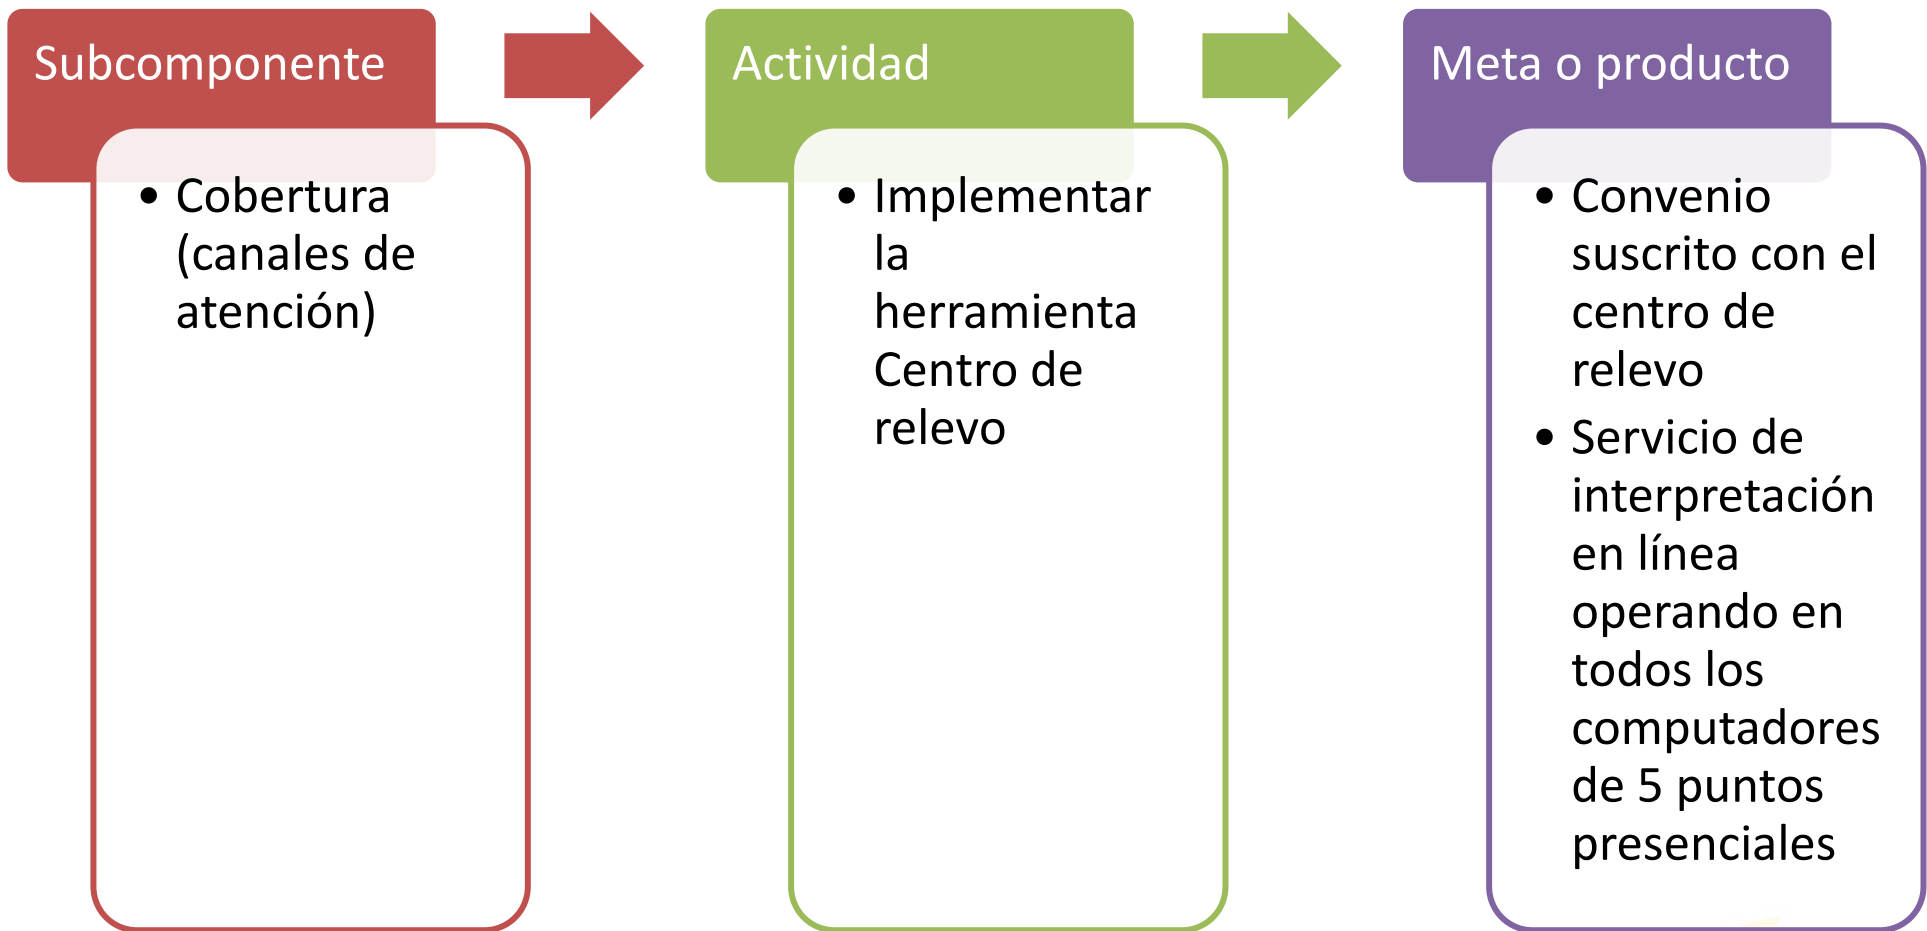 Subcomponente
• Cobertura
(canales de
atención)
Actividad
• Implementar
la
herramienta
Centro de
relevo
Meta o producto
• Convenio
suscrito con el
centro de
relevo
• Servicio de
interpretación
en línea
operando en
todos los
computadores
de 5 puntos
presenciales